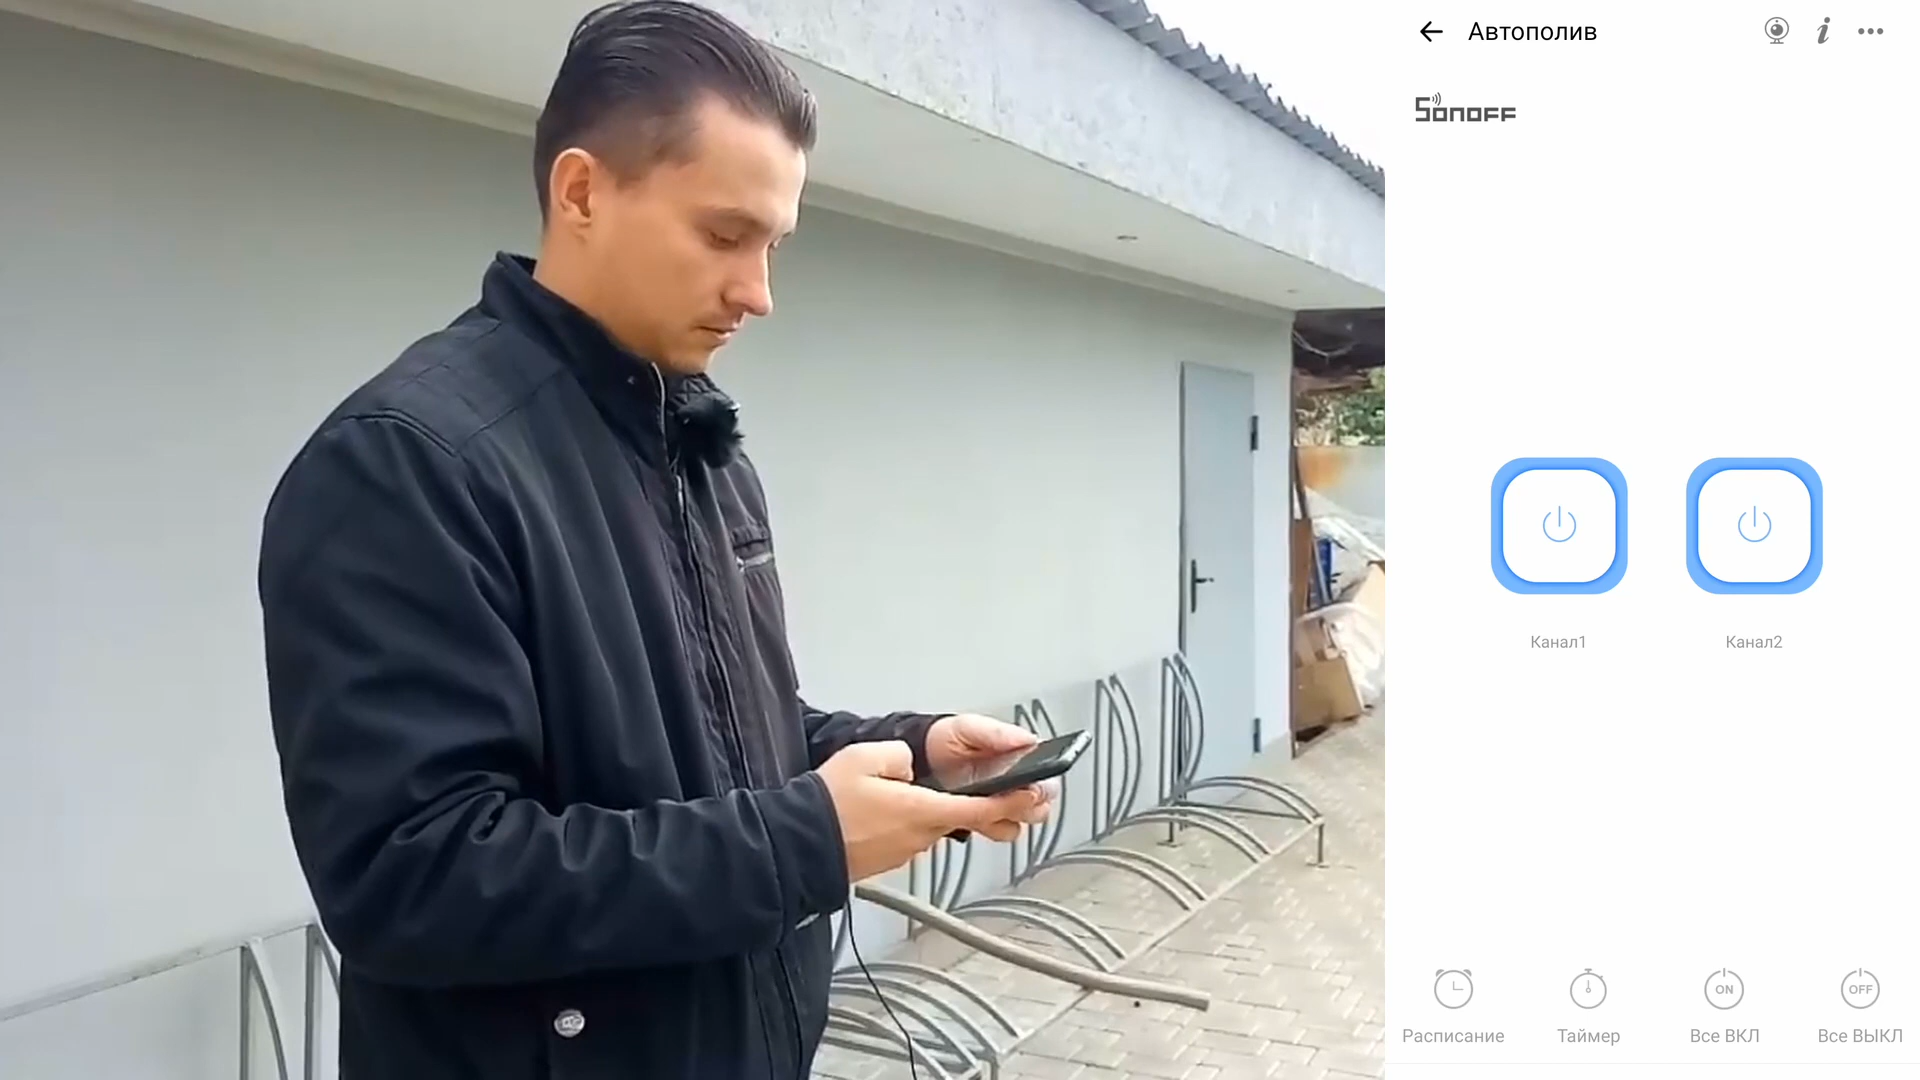 Автополив
SONOFF
Канал1
Канал2
ON
OFF
Расписание
Таймер
Все ВКЛ
Все ВЫКЛ